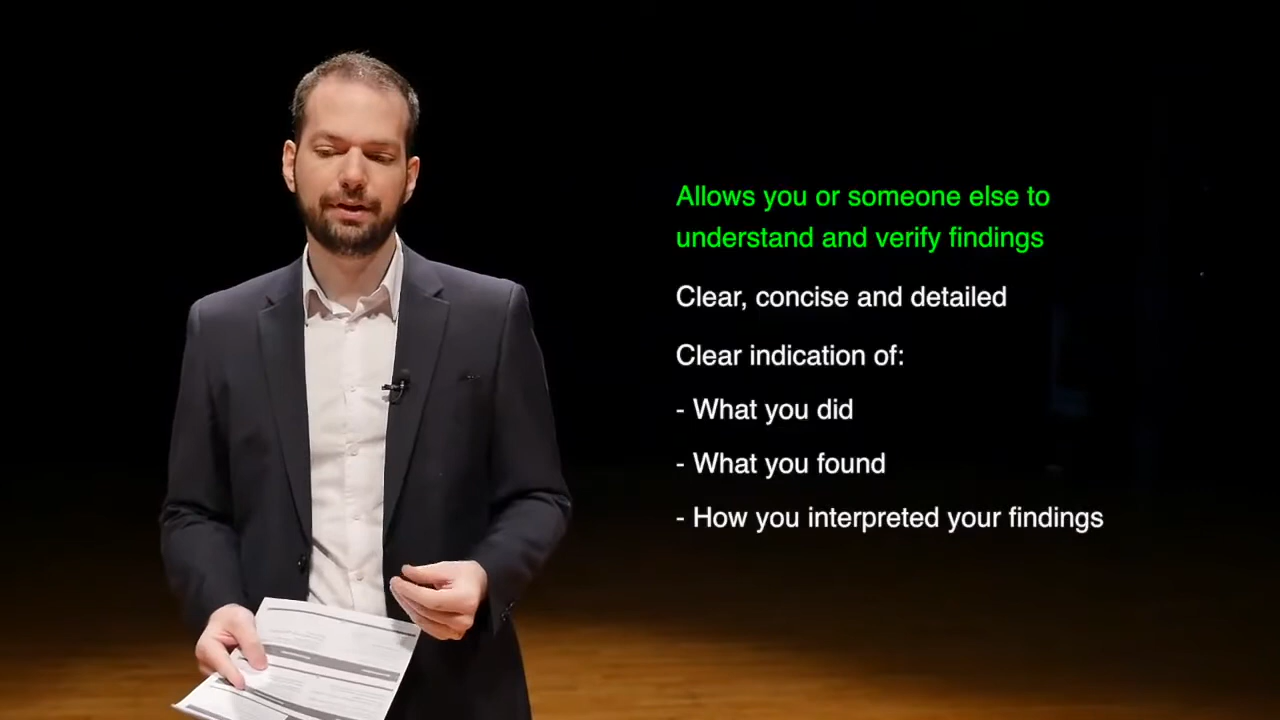 Allows you or someone else to
understand and verify findings
Clear, concise and detailed
Clear indication of:
- What you did
- What you found
- How you interpreted your findings